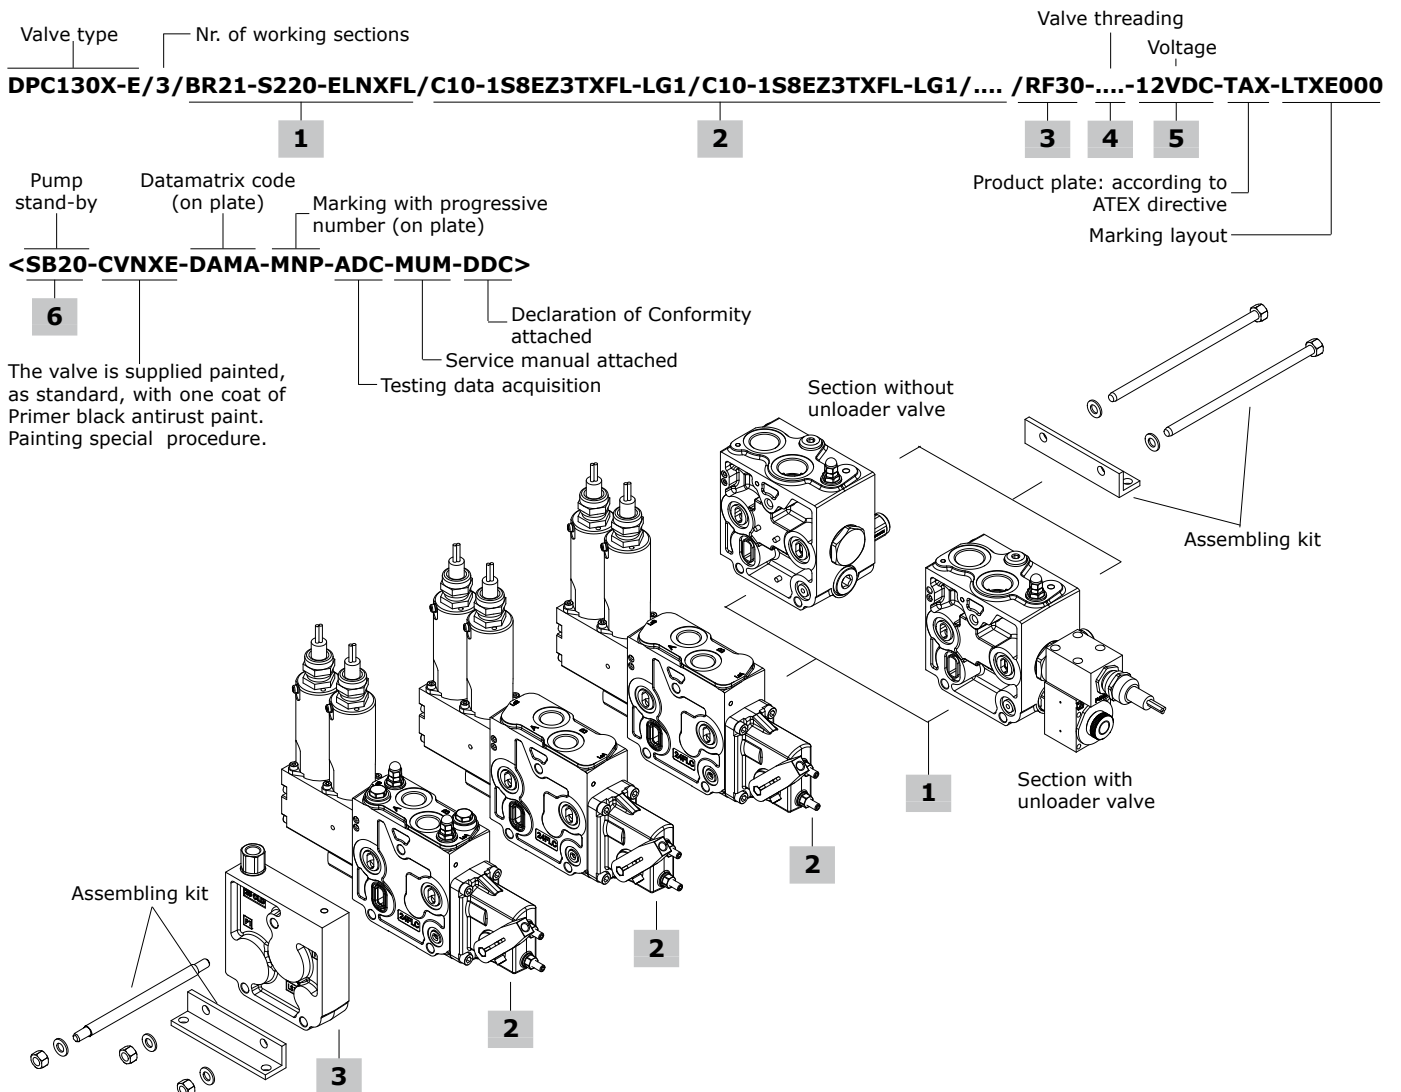 Valve type
Nr. of working sections
Valve threading
Voltage
DPC130X-E/3/BR21-S220-ELNXFL/C10-1S8EZ3TXFL-LG1/C10-1S8EZ3TXFL-LG1/.... /RF30-....-12VDC-TAX-LTXE000
1
2
3
4
5
Product plate: according to
ATEX directive
Marking layout
Pump
stand-by
Datamatrix code
(on plate)
Marking with progressive
number (on plate)
<SB20-CVNXE-DAMA-MNP-ADC-MUM-DDC>
6
Declaration of Conformity
attached
Service manual attached
Testing data acquisition
The valve is supplied painted,
as standard, with one coat of
Primer black antirust paint.
Painting special procedure.
Section without
unloader valve
Assembling kit
1
Section with
unloader valve
A
B
24FLC
2
A
B
24FLC
2
A
B
24FLC
2
Assembling kit
3